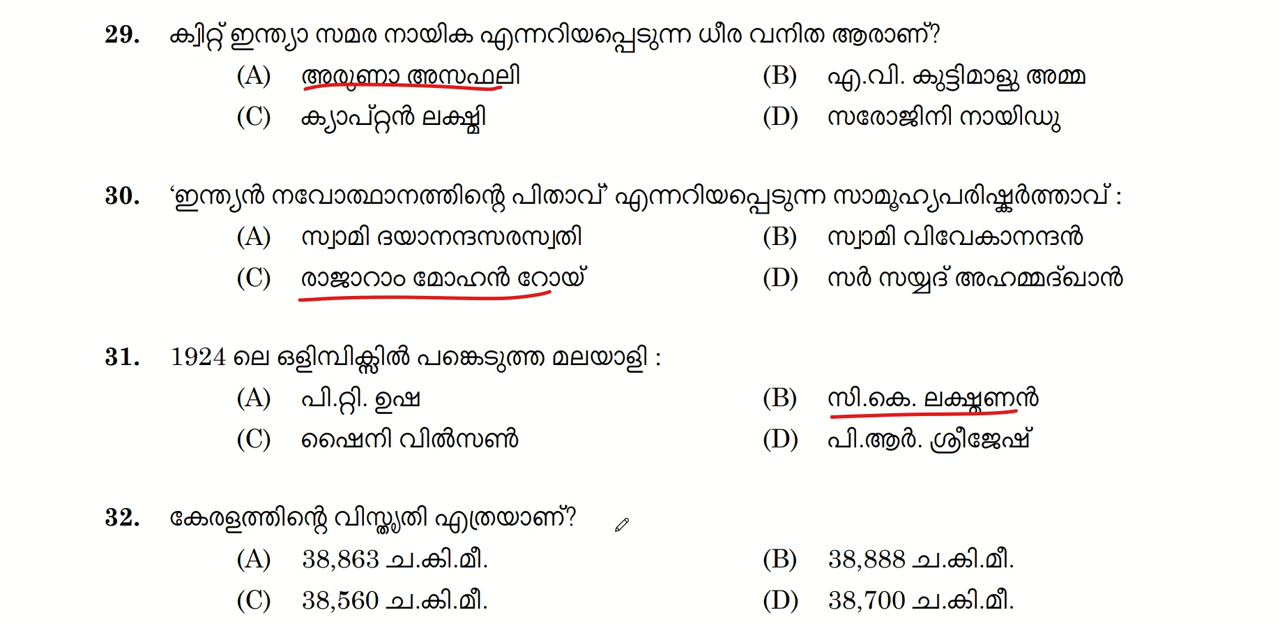 29. ക്വിറ്റ് ഇന്ത്യാ സമര നായിക എന്നറിയപ്പെടുന്ന ധീര വനിത ആരാണ്?
(A) അരുണാ അസഫലി (B) എ.വി. കുട്ടിമാളു അമ്മ
(C) ക്യാപ്റ്റൻ ലക്ഷ്മി (D) സരോജിനി നായിഡു
30. ‘ഇന്ത്യൻ നവോത്ഥാനത്തിന്റെ പിതാവ്’ എന്നറിയപ്പെടുന്ന സാമൂഹ്യപരിഷ്കർത്താവ് :
(A) സ്വാമി ദയാനന്ദസരസ്വതി (B) സ്വാമി വിവേകാനന്ദൻ
(C) രാജാറാം മോഹൻ റോയ് (D) സർ സയ്യദ് അഹമ്മദ്ഖാൻ
31. 1924 ലെ ഒളിമ്പിക്സിൽ പങ്കെടുത്ത മലയാളി :
(A) പി.റ്റി. ഉഷ (B) സി.കെ. ലക്ഷ്മണൻ
(C) ഷൈനി വിൽസൺ (D) പി.ആർ. ശ്രീജേഷ്
32. കേരളത്തിന്റെ വിസ്തൃതി എത്രയാണ്?
(A) 38,863 ച.കി.മീ. (B) 38,888 ച.കി.മീ.
(C) 38,560 ച.കി.മീ. (D) 38,700 ച.കി.മീ.